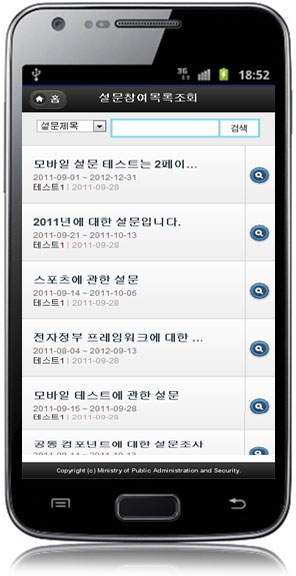 3G 18:52
홈 설문참여목록조회
설문제목 검색
모바일 설문 테스트는 2페이...
2011-09-01 ~ 2012-12-31
테스트1 | 2011-09-28
2011년에 대한 설문입니다.
2011-09-21 ~ 2011-10-13
테스트1 | 2011-09-28
스포츠에 관한 설문
2011-09-14 ~ 2011-10-06
테스트1 | 2011-09-28
전자정부 프레임워크에 대한 ...
2011-08-04 ~ 2012-09-13
테스트1 | 2011-09-28
모바일 테스트에 관한 설문
2011-09-15 ~ 2011-09-28
테스트1 | 2011-09-28
공통 컴포넌트에 대한 설문조사
Copyright (c) Ministry of Public Administration and Security.